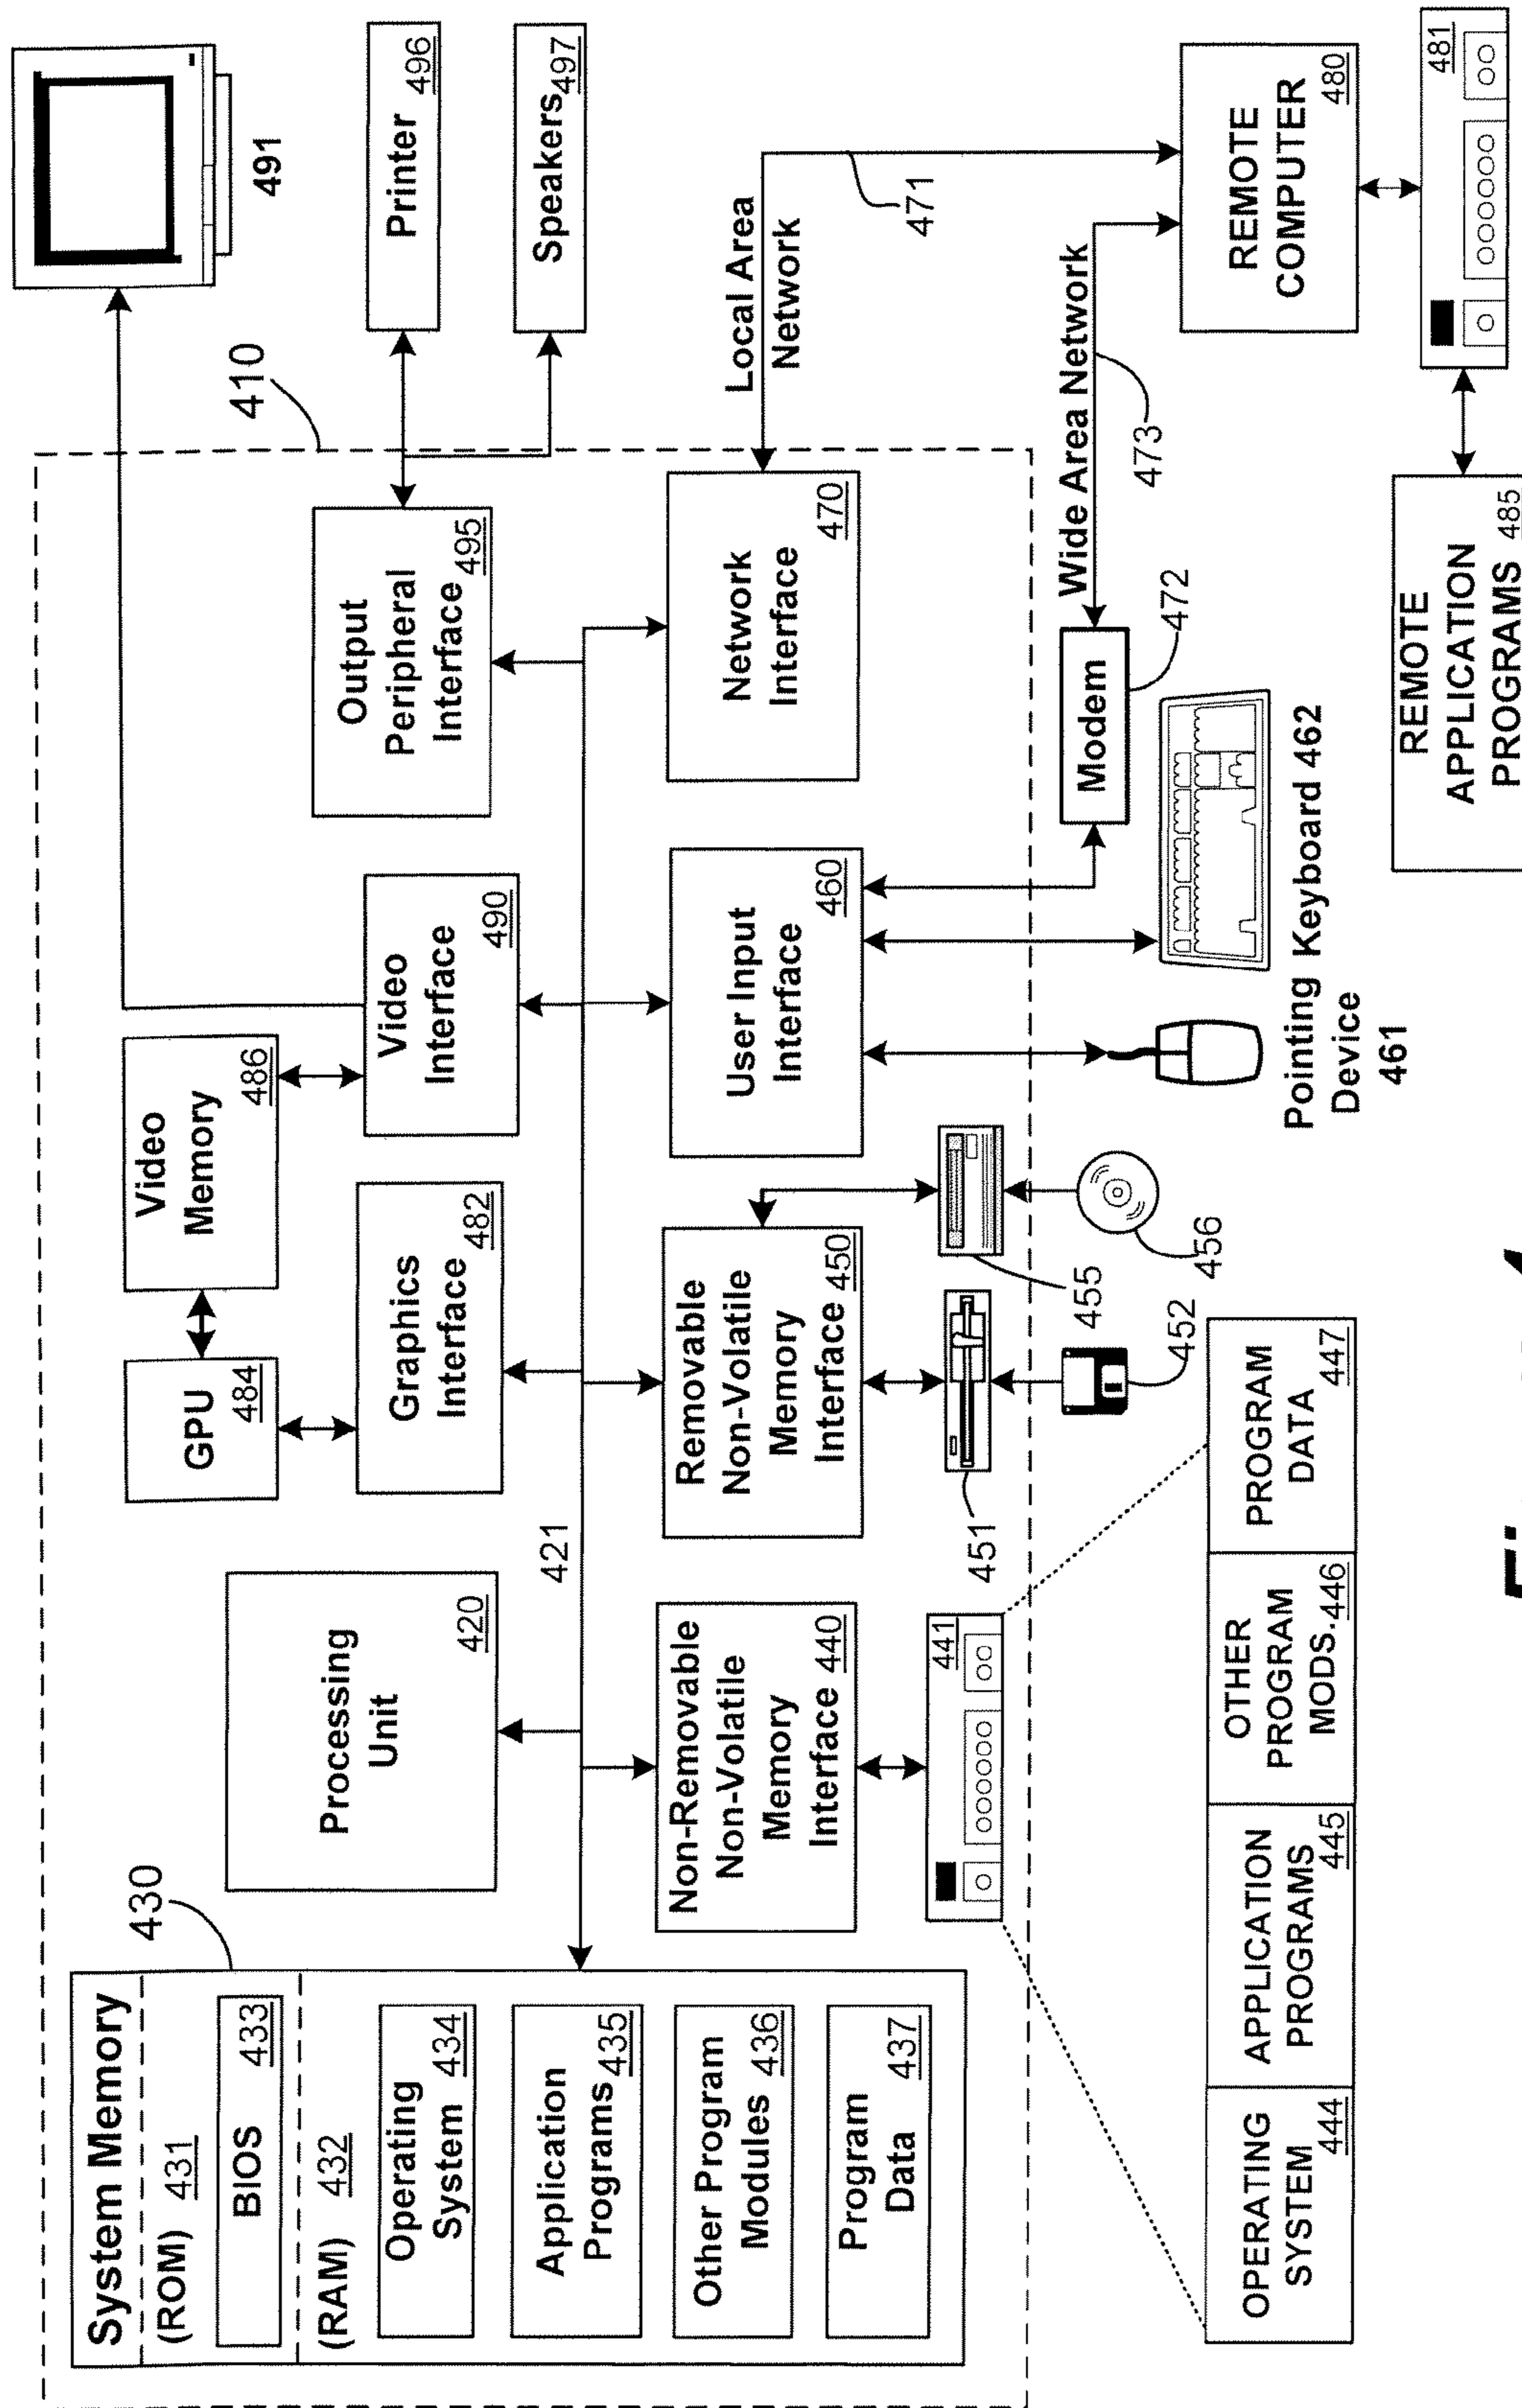 System Memory
(ROM) 431
BIOS 433
(RAM) 432
Operating
System 434
Application
Programs 435
Other Program
Modules 436
Program
Data 437
430
Processing
Unit
420
421
GPU
484
Video
Memory
486
Graphics
Interface
482
Video
Interface
490
Output
Peripheral
Interface
495
410
491
Printer
496
Speakers
497
Non-Removable
Non-Volatile
Memory
Interface 440
Removable
Non-Volatile
Memory
Interface 450
User Input
Interface
460
Network
Interface
470
Local Area
Network
471
441
451
455
452
456
Modem
472
Wide Area Network
473
Pointing
Device
461
Keyboard 462
REMOTE
COMPUTER
480
481
REMOTE
APPLICATION
PROGRAMS 485
OPERATING
SYSTEM
444
APPLICATION
PROGRAMS
445
OTHER
PROGRAM
MODS. 446
PROGRAM
DATA
447